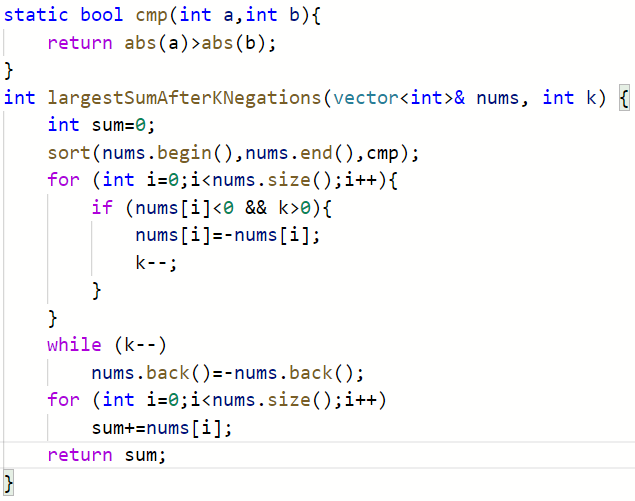 static bool cmp(int a,int b){
    return abs(a)>abs(b);
}
int largestSumAfterKNegations(vector<int>& nums, int k) {
    int sum=0;
    sort(nums.begin(),nums.end(),cmp);
    for (int i=0;i<nums.size();i++){
        if (nums[i]<0 && k>0){
            nums[i]=-nums[i];
            k--;
        }
    }
    while (k--)
        nums.back()=-nums.back();
    for (int i=0;i<nums.size();i++)
        sum+=nums[i];
    return sum;
}